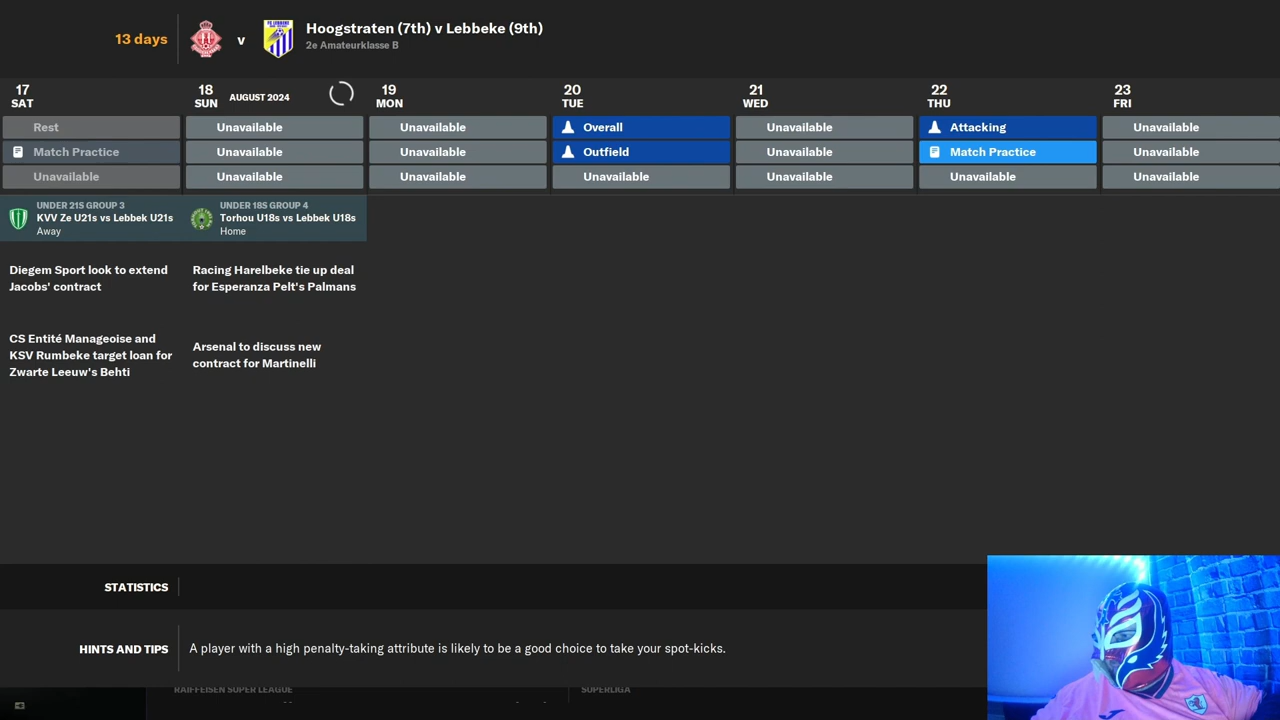 13 days
v
Hoogstraten (7th) v Lebbeke (9th)
2e Amateurklasse B
17
SAT
18
SUN
AUGUST 2024
19
MON
20
TUE
21
WED
22
THU
23
FRI
Rest
Unavailable
Unavailable
Overall
Unavailable
Attacking
Unavailable
Match Practice
Unavailable
Unavailable
Outfield
Unavailable
Match Practice
Unavailable
Unavailable
Unavailable
Unavailable
Unavailable
Unavailable
Unavailable
Unavailable
UNDER 21S GROUP 3
KVV Ze U21s vs Lebbek U21s
Away
UNDER 18S GROUP 4
Torhou U18s vs Lebbek U18s
Home
Diegem Sport look to extend
Jacobs' contract
Racing Harelbeke tie up deal
for Esperanza Pelt's Palmans
CS Entité Manageoise and
KSV Rumbeke target loan for
Zwarte Leeuw's Behti
Arsenal to discuss new
contract for Martinelli
STATISTICS
HINTS AND TIPS
A player with a high penalty-taking attribute is likely to be a good choice to take your spot-kicks.
RAIFFEISEN SUPER LEAGUE
SUPERLIGA